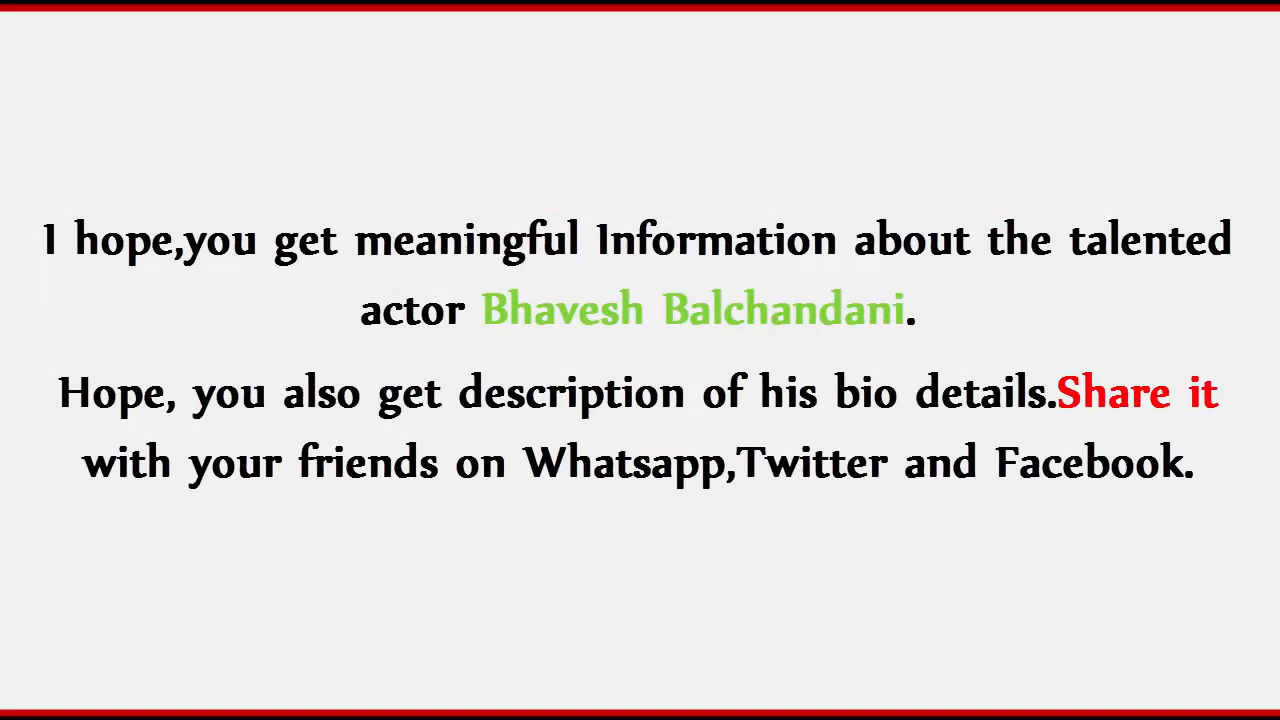 I hope,you get meaningful Information about the talented
actor Bhavesh Balchandani.
Hope, you also get description of his bio details.Share it
with your friends on Whatsapp,Twitter and Facebook.